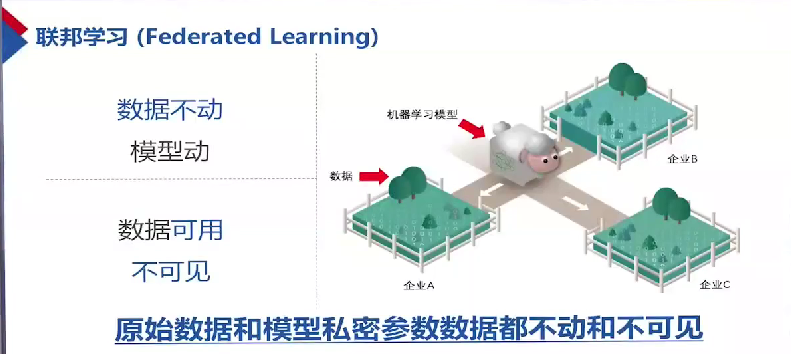 联邦学习 (Federated Learning)
数据不动
模型动
数据可用
不可见
机器学习模型
数据
企业A
企业B
企业C
原始数据和模型私密参数数据都不动和不可见